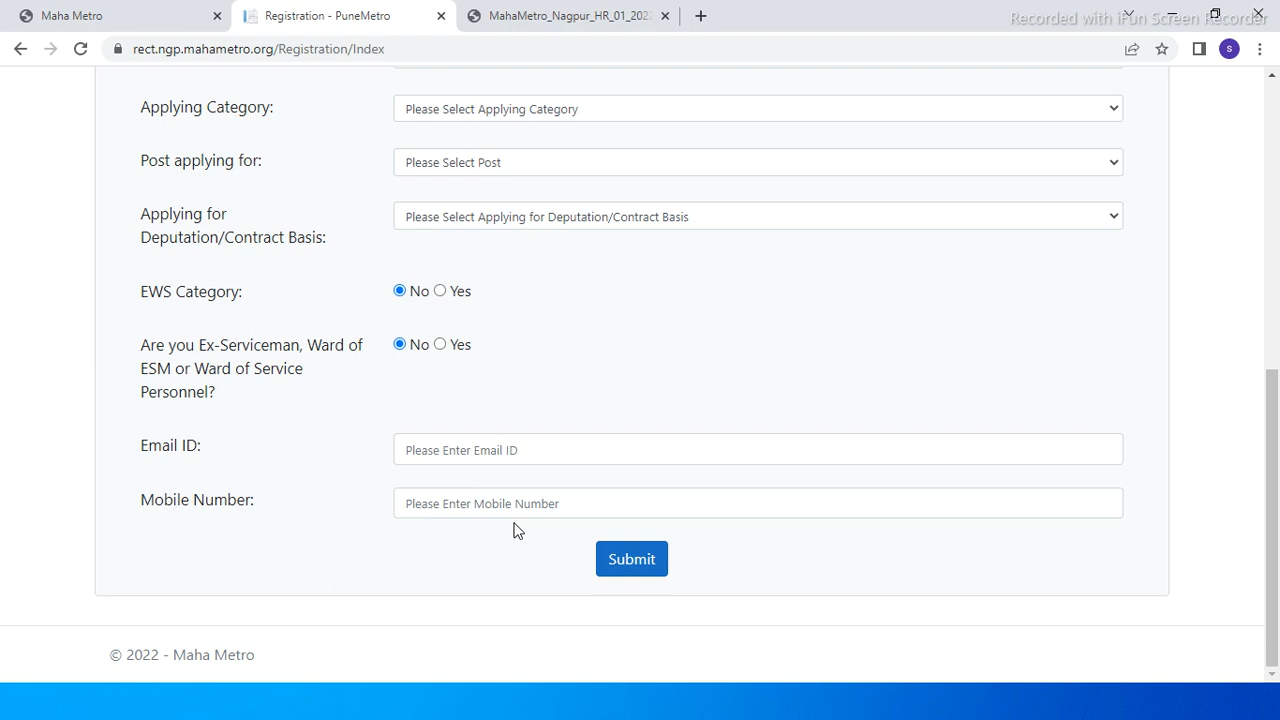 Maha Metro
Registration - PuneMetro
MahaMetro_Nagpur_HR_01_2022
Recorded with iFun Screen Recorder
rect.ngp.mahametro.org/Registration/Index
S
Applying Category:
Please Select Applying Category
Post applying for:
Please Select Post
Applying for
Deputation/Contract Basis:
Please Select Applying for Deputation/Contract Basis
EWS Category:
No Yes
Are you Ex-Serviceman, Ward of
ESM or Ward of Service
Personnel?
No Yes
Email ID:
Please Enter Email ID
Mobile Number:
Please Enter Mobile Number
Submit
© 2022 - Maha Metro